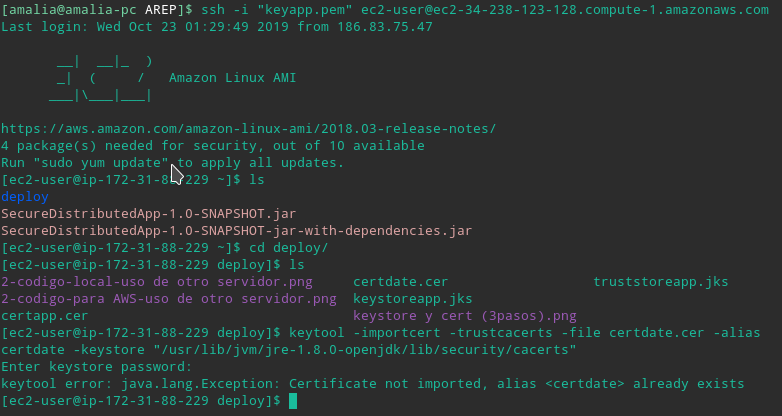 [amalia@amalia-pc AREP]$ ssh -i "keyapp.pem" ec2-user@ec2-34-238-123-128.compute-1.amazonaws.com
Last login: Wed Oct 23 01:29:49 2019 from 186.83.75.47

       __|  __|_  )
       _|  (     /   Amazon Linux AMI
      ___|\___|___|

https://aws.amazon.com/amazon-linux-ami/2018.03-release-notes/
4 package(s) needed for security, out of 10 available
Run "sudo yum update" to apply all updates.
[ec2-user@ip-172-31-88-229 ~]$ ls
deploy
SecureDistributedApp-1.0-SNAPSHOT.jar
SecureDistributedApp-1.0-SNAPSHOT-jar-with-dependencies.jar
[ec2-user@ip-172-31-88-229 ~]$ cd deploy/
[ec2-user@ip-172-31-88-229 deploy]$ ls
2-codigo-local-uso de otro servidor.png     certdate.cer                  truststoreapp.jks
2-codigo-para AWS-uso de otro servidor.png  keystoreapp.jks
certapp.cer                                 keystore y cert (3pasos).png
[ec2-user@ip-172-31-88-229 deploy]$ keytool -importcert -trustcacerts -file certdate.cer -alias
certdate -keystore "/usr/lib/jvm/jre-1.8.0-openjdk/lib/security/cacerts"
Enter keystore password:
keytool error: java.lang.Exception: Certificate not imported, alias <certdate> already exists
[ec2-user@ip-172-31-88-229 deploy]$